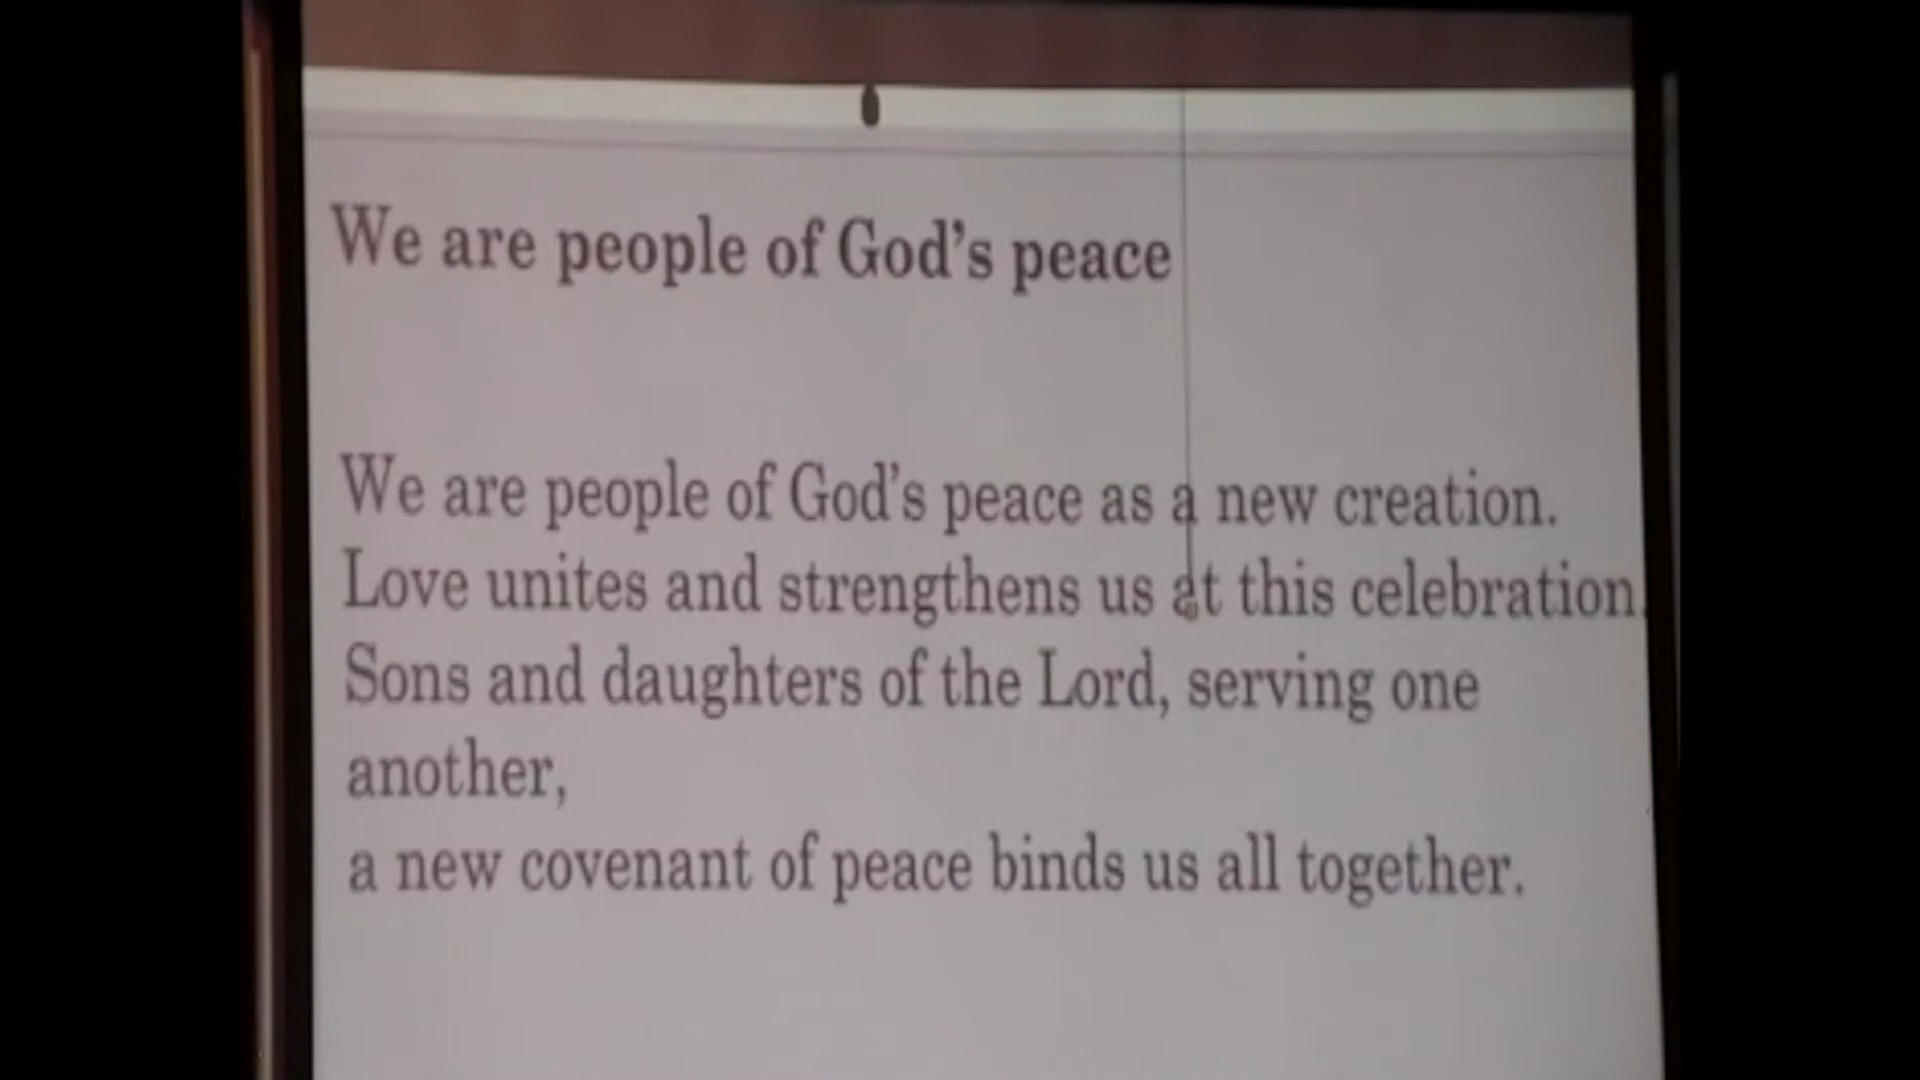 We are people of God's peace
We are people of God's peace as a new creation.
Love unites and strengthens us at this celebration.
Sons and daughters of the Lord, serving one
another,
a new covenant of peace binds us all together.